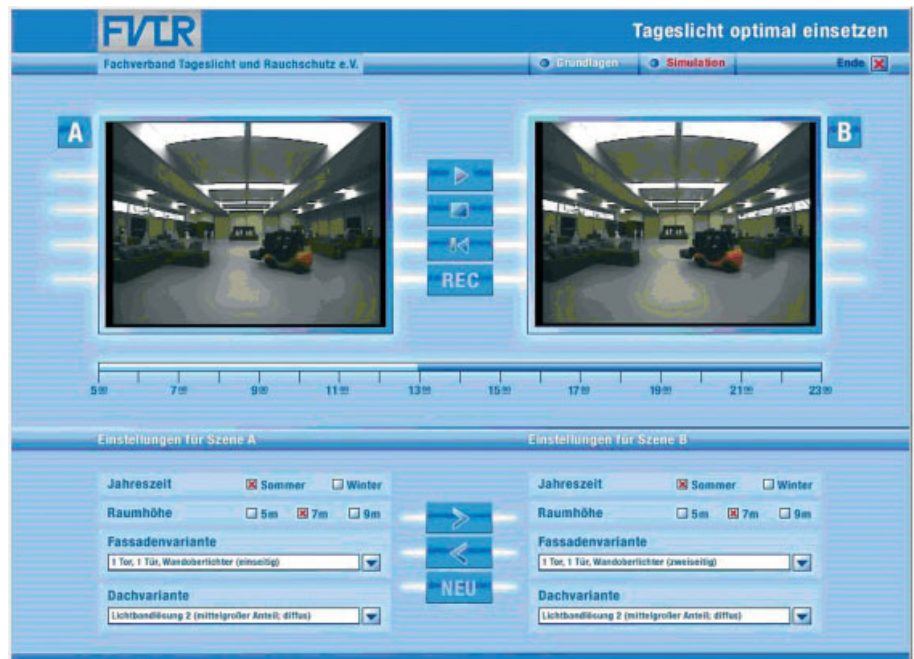 FVLR
Tageslicht optimal einsetzen
Fachverband Tageslicht und Rauchschutz e.V.
Grundlagen
Simulation
Ende
A
B
REC
5 00 7 00 9 00 11 00 13 00 15 00 17 00 19 00 21 00 23 00
Einstellungen für Szene A
Einstellungen für Szene B
Jahreszeit Sommer Winter
Raumhöhe 5m 7m 9m
Fassadenvariante
1 Tor, 1 Tür, Wandoberlichter (einseitig)
Dachvariante
Lichtbandlösung 2 (mittelgroßer Anteil; diffus)
NEU
Jahreszeit Sommer Winter
Raumhöhe 5m 7m 9m
Fassadenvariante
1 Tor, 1 Tür, Wandoberlichter (zweiseitig)
Dachvariante
Lichtbandlösung 2 (mittelgroßer Anteil; diffus)